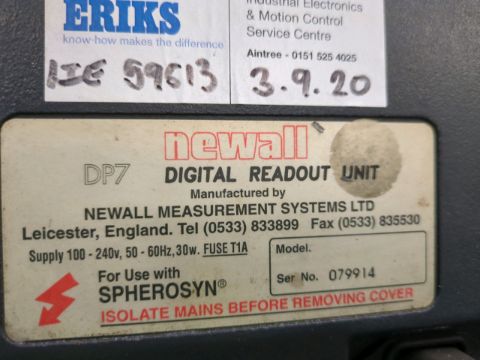 ERIKS
know-how makes the difference
Industrial Electronics
& Motion Control
Service Centre
Aintree - 0151 525 4025
IIE 59613
3.9.20
newall
DP7 DIGITAL READOUT UNIT
Manufactured by
NEWALL MEASUREMENT SYSTEMS LTD
Leicester, England. Tel (0533) 833899 Fax (0533) 835530
Supply 100 - 240v, 50 - 60Hz, 30w. FUSE T1A
Model.
Ser No. 079914
For Use with
SPHEROSYN®
ISOLATE MAINS BEFORE REMOVING COVER